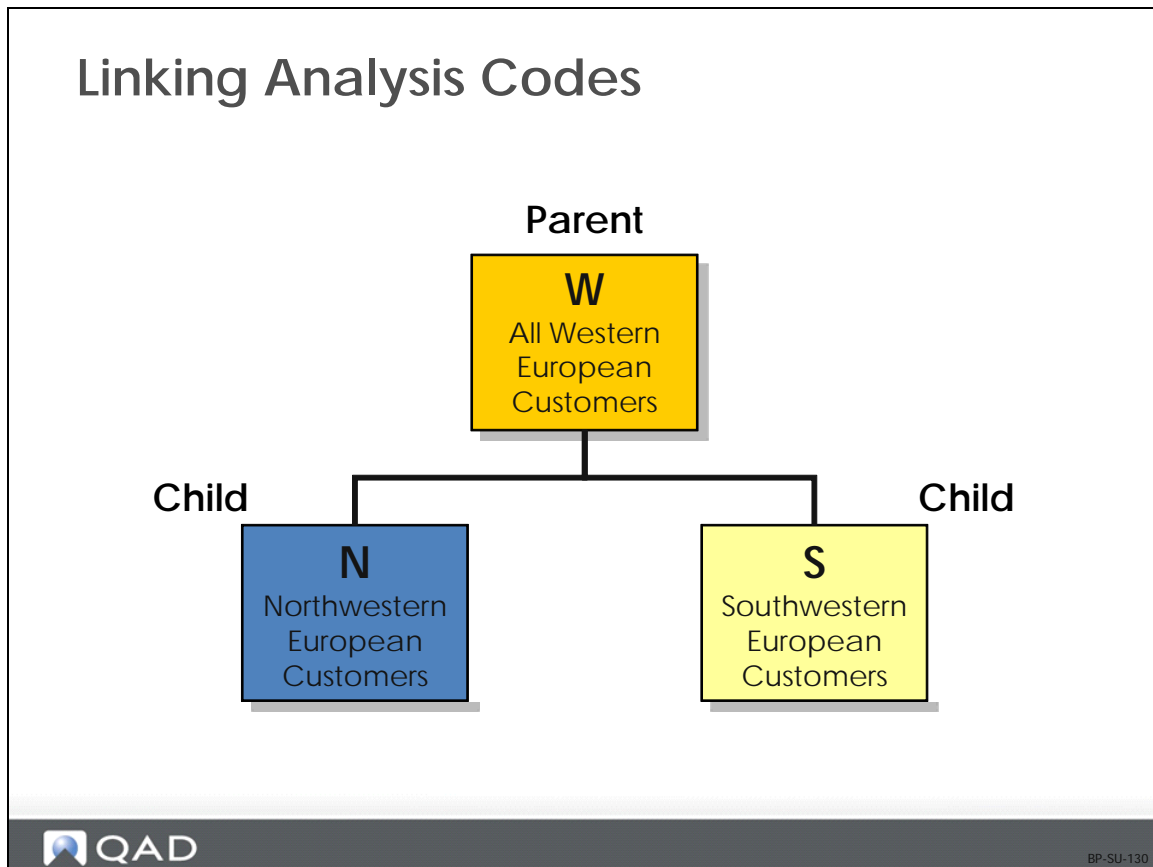 Linking Analysis Codes
Parent
W
All Western
European
Customers
Child
Child
N
Northwestern
European
Customers
S
Southwestern
European
Customers
QAD
BP-SU-130